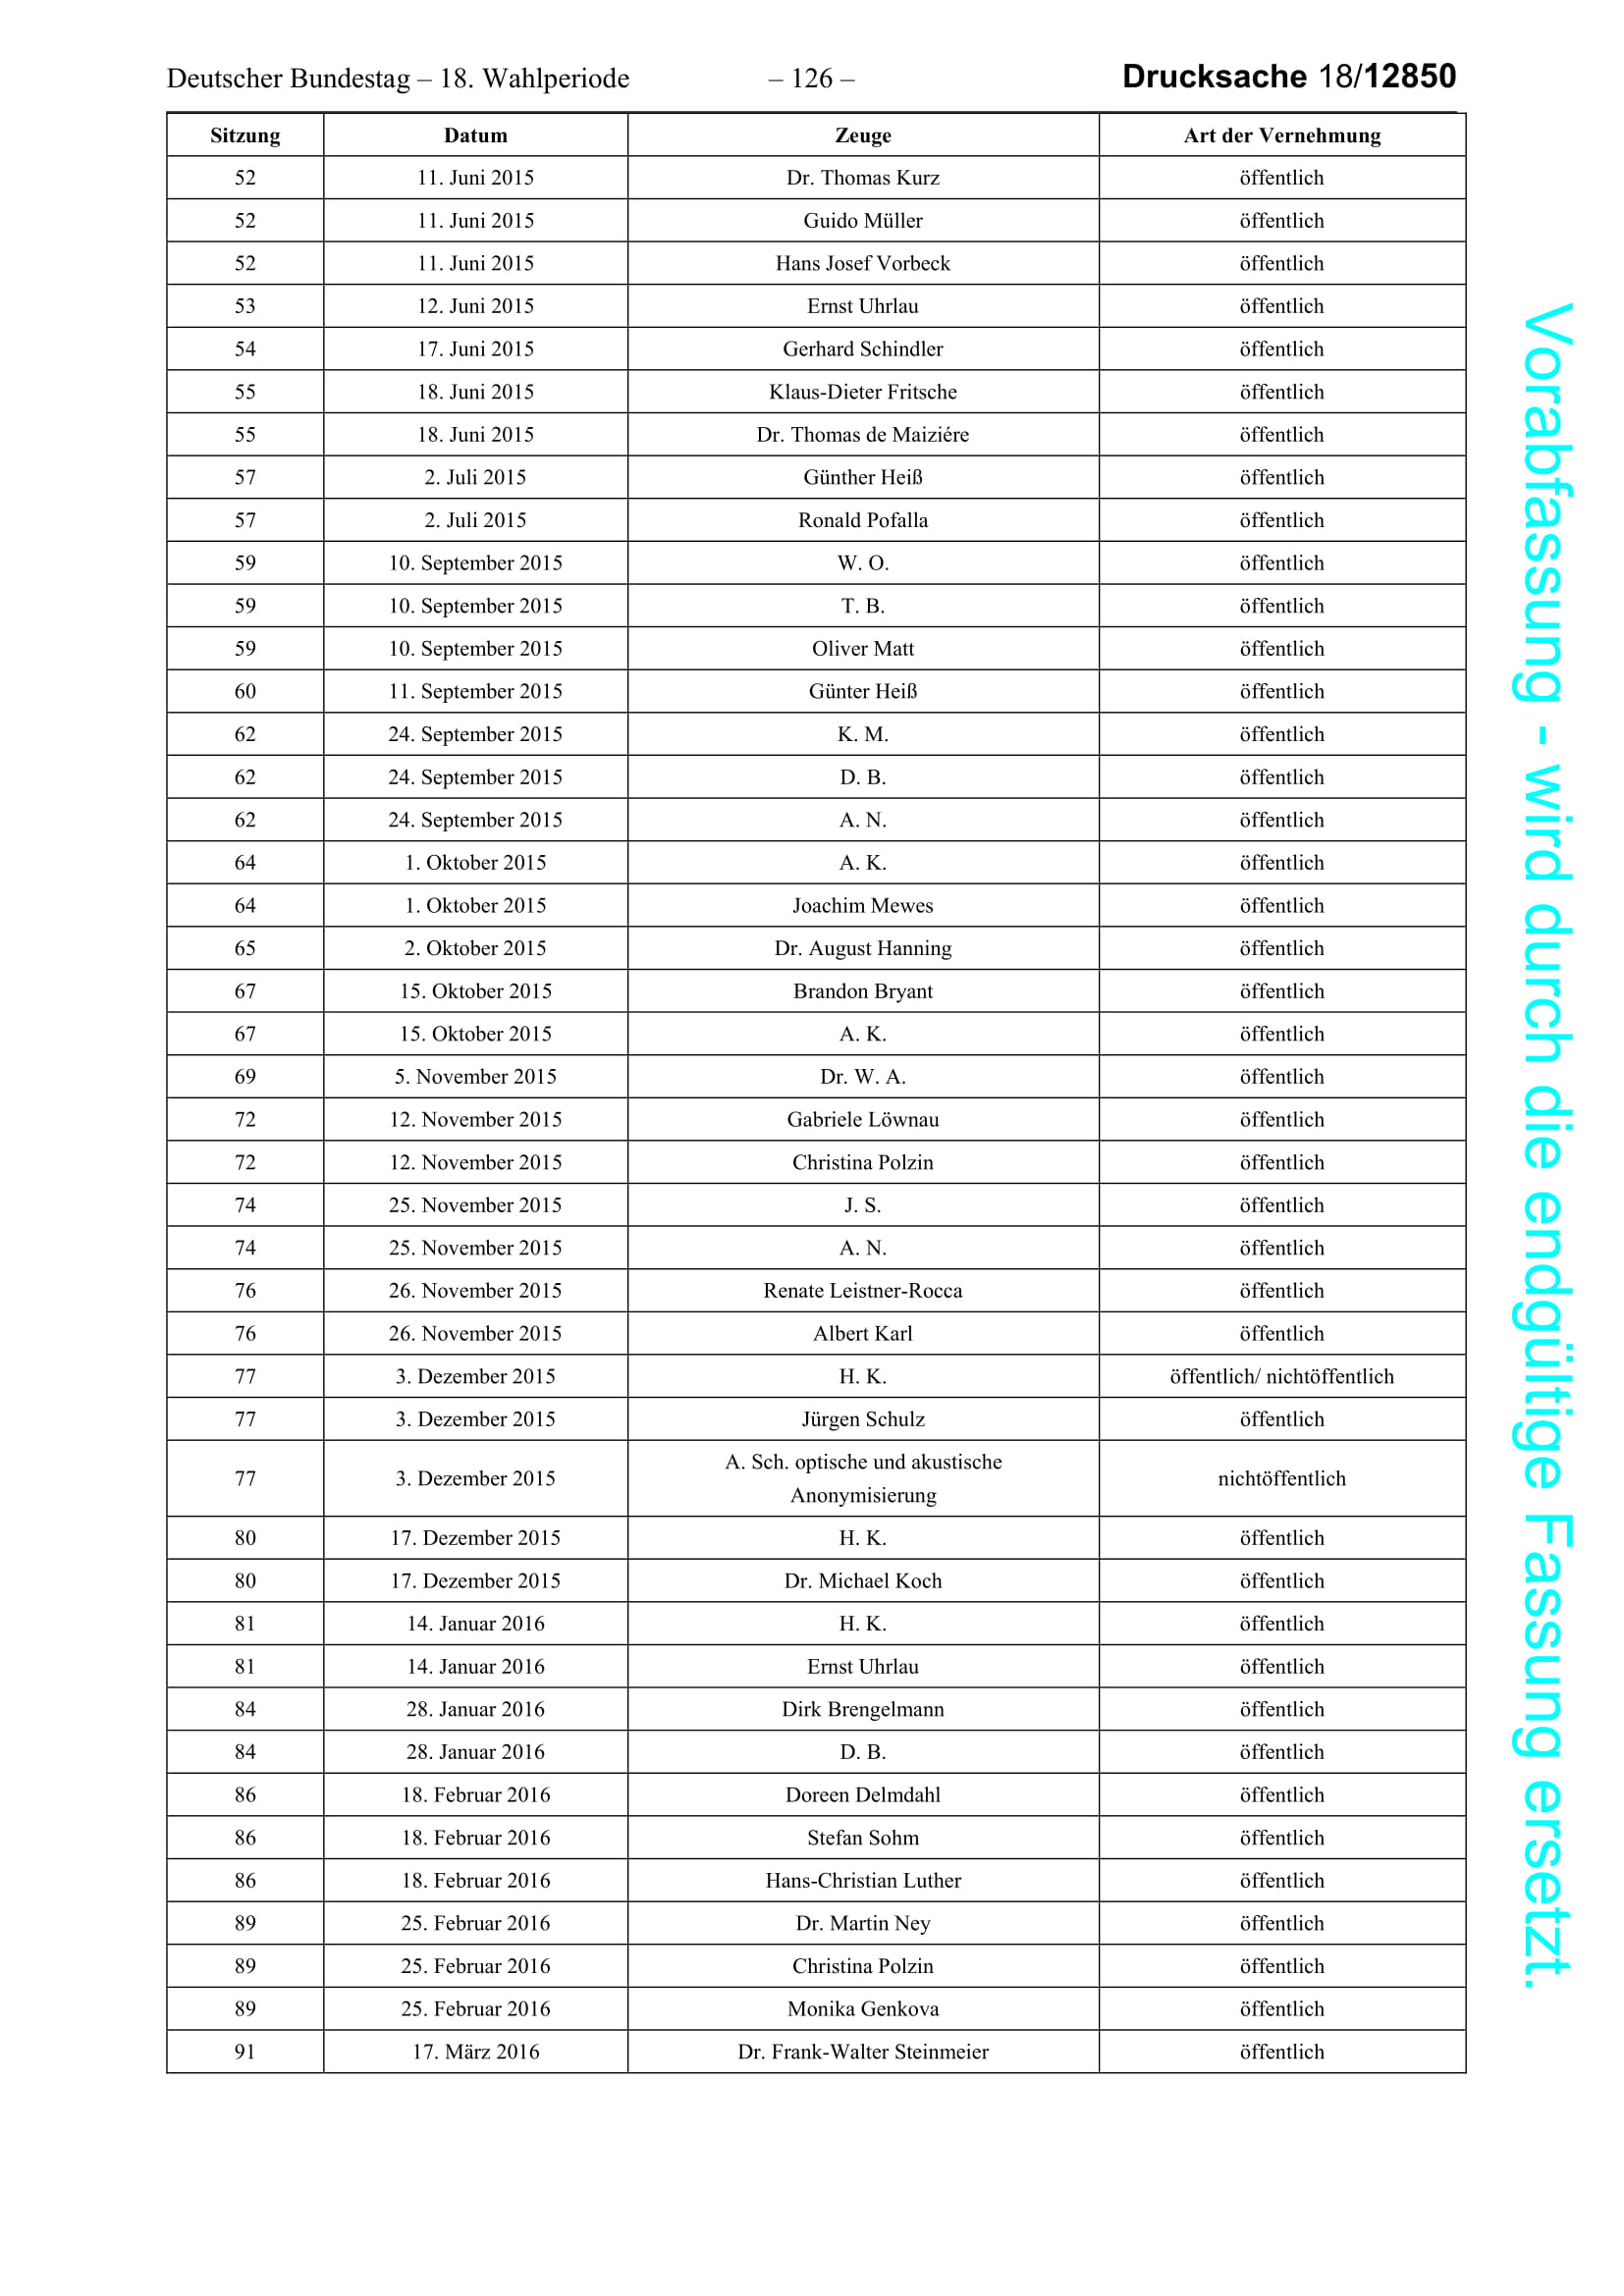 Deutscher Bundestag – 18. Wahlperiode – 126 – Drucksache 18/12850
Sitzung Datum Zeuge Art der Vernehmung
52 11. Juni 2015 Dr. Thomas Kurz öffentlich
52 11. Juni 2015 Guido Müller öffentlich
52 11. Juni 2015 Hans Josef Vorbeck öffentlich
53 12. Juni 2015 Ernst Uhrlau öffentlich
54 17. Juni 2015 Gerhard Schindler öffentlich
55 18. Juni 2015 Klaus-Dieter Fritsche öffentlich
55 18. Juni 2015 Dr. Thomas de Maiziére öffentlich
57 2. Juli 2015 Günther Heiß öffentlich
57 2. Juli 2015 Ronald Pofalla öffentlich
59 10. September 2015 W. O. öffentlich
59 10. September 2015 T. B. öffentlich
59 10. September 2015 Oliver Matt öffentlich
60 11. September 2015 Günter Heiß öffentlich
62 24. September 2015 K. M. öffentlich
62 24. September 2015 D. B. öffentlich
62 24. September 2015 A. N. öffentlich
64 1. Oktober 2015 A. K. öffentlich
64 1. Oktober 2015 Joachim Mewes öffentlich
65 2. Oktober 2015 Dr. August Hanning öffentlich
67 15. Oktober 2015 Brandon Bryant öffentlich
67 15. Oktober 2015 A. K. öffentlich
69 5. November 2015 Dr. W. A. öffentlich
72 12. November 2015 Gabriele Löwnau öffentlich
72 12. November 2015 Christina Polzin öffentlich
74 25. November 2015 J. S. öffentlich
74 25. November 2015 A. N. öffentlich
76 26. November 2015 Renate Leistner-Rocca öffentlich
76 26. November 2015 Albert Karl öffentlich
77 3. Dezember 2015 H. K. öffentlich/ nichtöffentlich
77 3. Dezember 2015 Jürgen Schulz öffentlich
77 3. Dezember 2015 A. Sch. optische und akustische
Anonymisierung nichtöffentlich
80 17. Dezember 2015 H. K. öffentlich
80 17. Dezember 2015 Dr. Michael Koch öffentlich
81 14. Januar 2016 H. K. öffentlich
81 14. Januar 2016 Ernst Uhrlau öffentlich
84 28. Januar 2016 Dirk Brengelmann öffentlich
84 28. Januar 2016 D. B. öffentlich
86 18. Februar 2016 Doreen Delmdahl öffentlich
86 18. Februar 2016 Stefan Sohm öffentlich
86 18. Februar 2016 Hans-Christian Luther öffentlich
89 25. Februar 2016 Dr. Martin Ney öffentlich
89 25. Februar 2016 Christina Polzin öffentlich
89 25. Februar 2016 Monika Genkova öffentlich
91 17. März 2016 Dr. Frank-Walter Steinmeier öffentlich
Vorabfassung - wird durch die endgültige Fassung ersetzt.